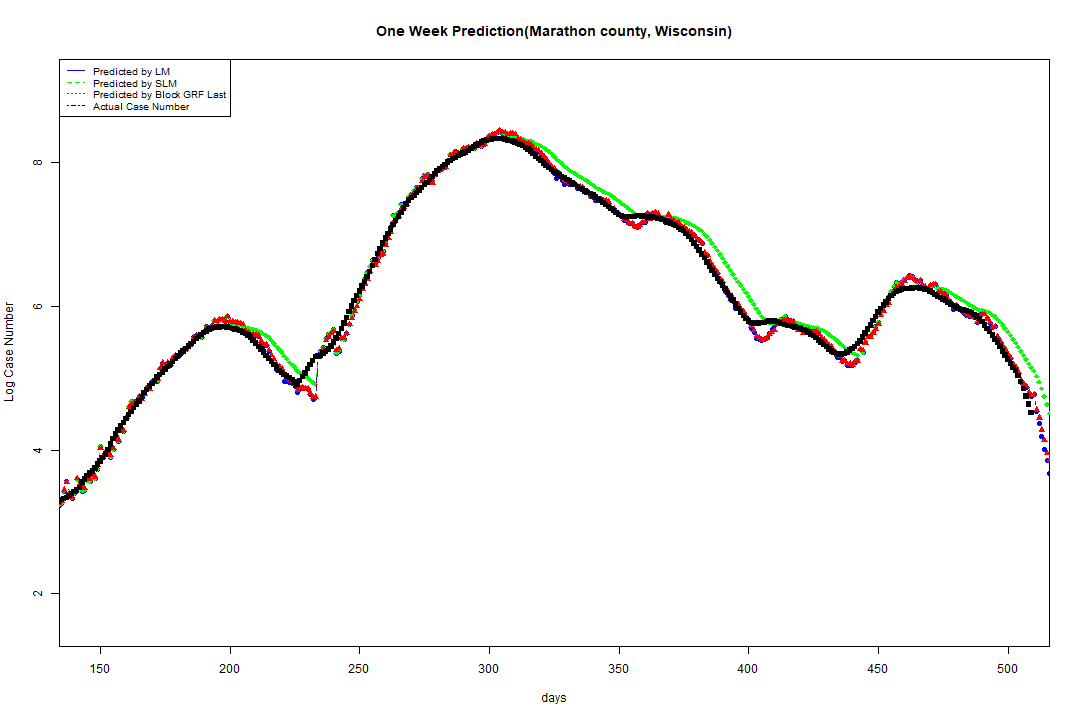 One Week Prediction(Marathon county, Wisconsin)
Predicted by LM
Predicted by SLM
Predicted by Block GRF Last
Actual Case Number
Log Case Number
8
6
4
2
150 200 250 300 350 400 450 500
days